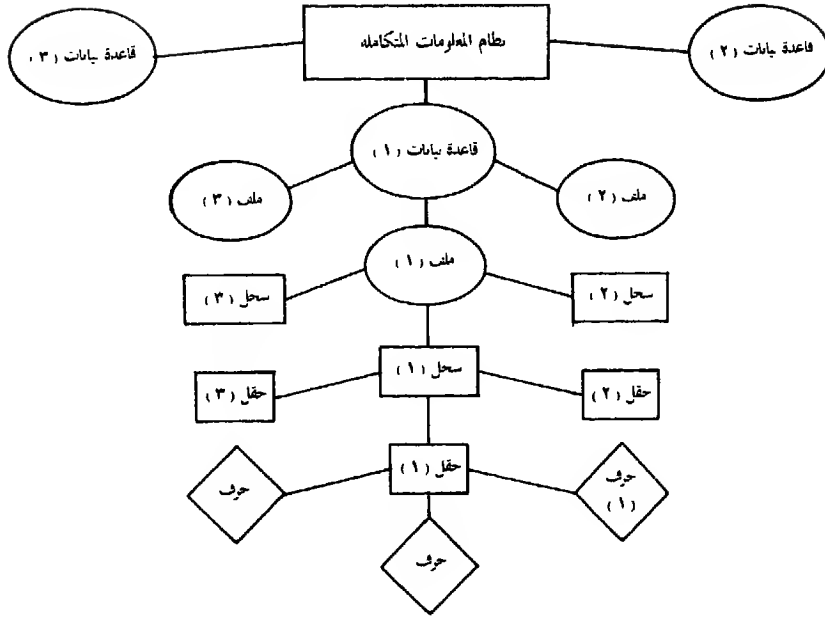 نظام المعلومات المتكامله
قاعدة بيانات ( ٢ )
قاعدة بيانات ( ٣ )
قاعدة بيانات ( ١ )
ملف ( ٢ )
ملف ( ٣ )
ملف ( ١ )
سجل ( ٢ )
سجل ( ٣ )
سجل ( ١ )
حقل ( ٢ )
حقل ( ٣ )
حقل ( ١ )
حرف
( ١ )
حرف
حرف